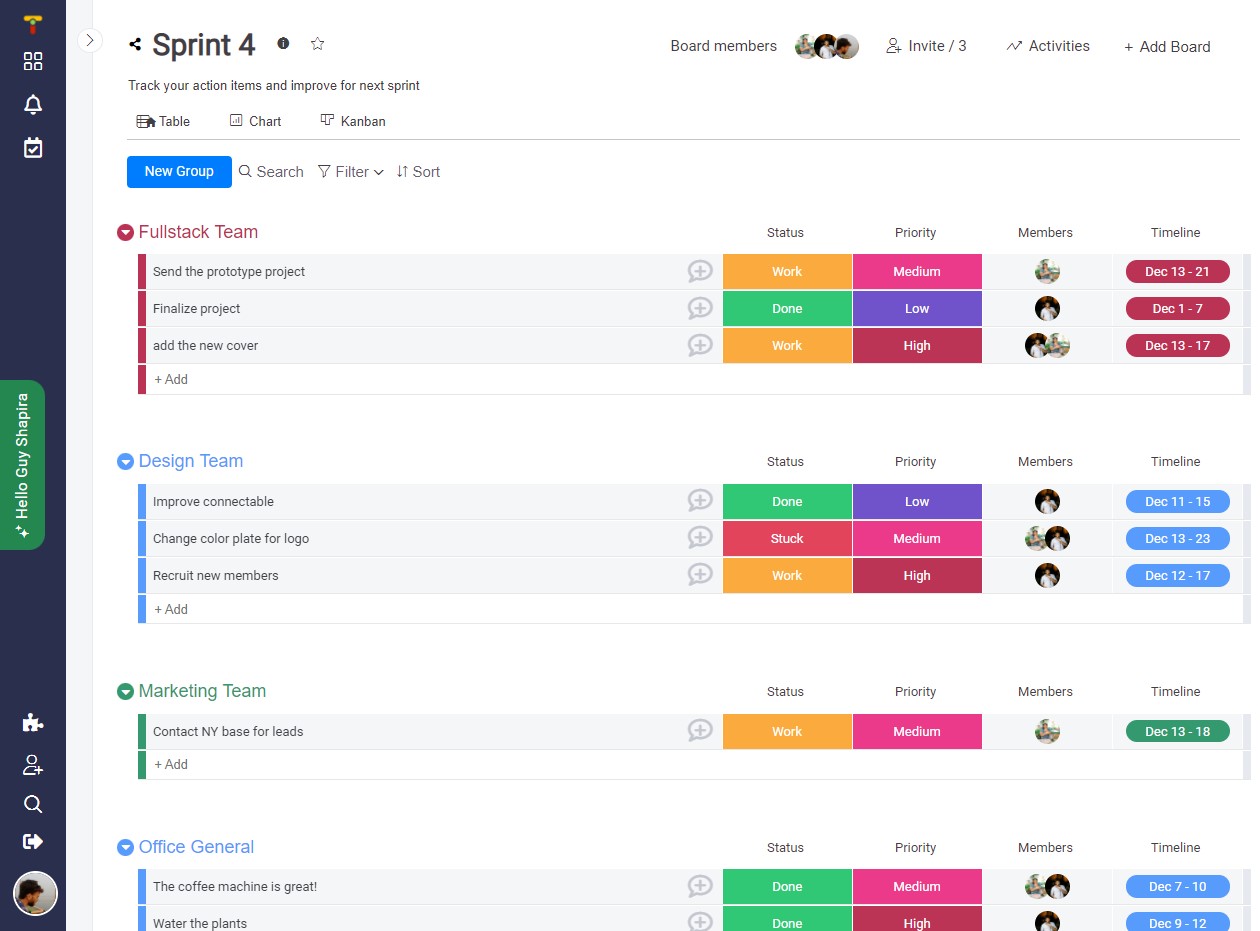 Sprint 4
Board members
Invite / 3
Activities
+ Add Board
Track your action items and improve for next sprint
Table
Chart
Kanban
New Group
Search
Filter
Sort
Fullstack Team
Status
Priority
Members
Timeline
Send the prototype project
Work
Medium
Dec 13 - 21
Finalize project
Done
Low
Dec 1 - 7
add the new cover
Work
High
Dec 13 - 17
+ Add
Hello Guy Shapira
Design Team
Status
Priority
Members
Timeline
Improve connectable
Done
Low
Dec 11 - 15
Change color plate for logo
Stuck
Medium
Dec 13 - 23
Recruit new members
Work
High
Dec 12 - 17
+ Add
Marketing Team
Status
Priority
Members
Timeline
Contact NY base for leads
Work
Medium
Dec 13 - 18
+ Add
Office General
Status
Priority
Members
Timeline
The coffee machine is great!
Done
Medium
Dec 7 - 10
Water the plants
Done
High
Dec 9 - 12